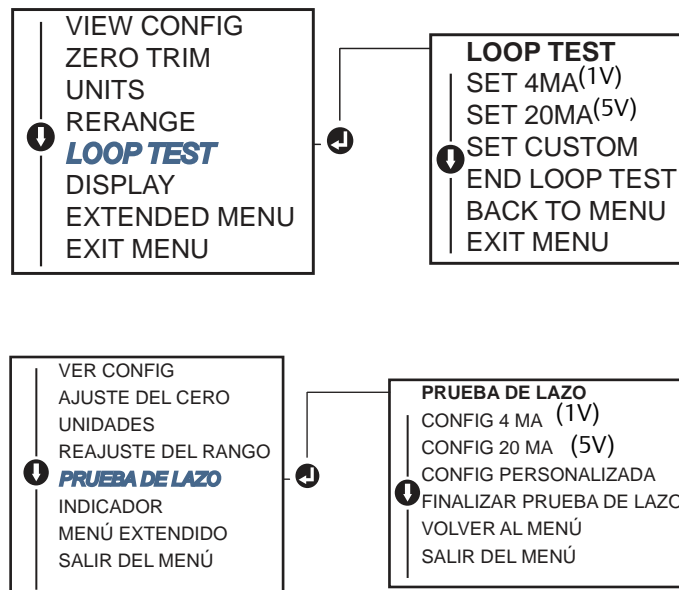 VIEW CONFIG
ZERO TRIM
UNITS
RERANGE
LOOP TEST
DISPLAY
EXTENDED MENU
EXIT MENU
LOOP TEST
SET 4MA(1V)
SET 20MA(5V)
SET CUSTOM
END LOOP TEST
BACK TO MENU
EXIT MENU
VER CONFIG
AJUSTE DEL CERO
UNIDADES
REAJUSTE DEL RANGO
PRUEBA DE LAZO
INDICADOR
MENÚ EXTENDIDO
SALIR DEL MENÚ
PRUEBA DE LAZO
CONFIG 4 MA (1V)
CONFIG 20 MA (5V)
CONFIG PERSONALIZADA
FINALIZAR PRUEBA DE LAZO
VOLVER AL MENÚ
SALIR DEL MENÚ